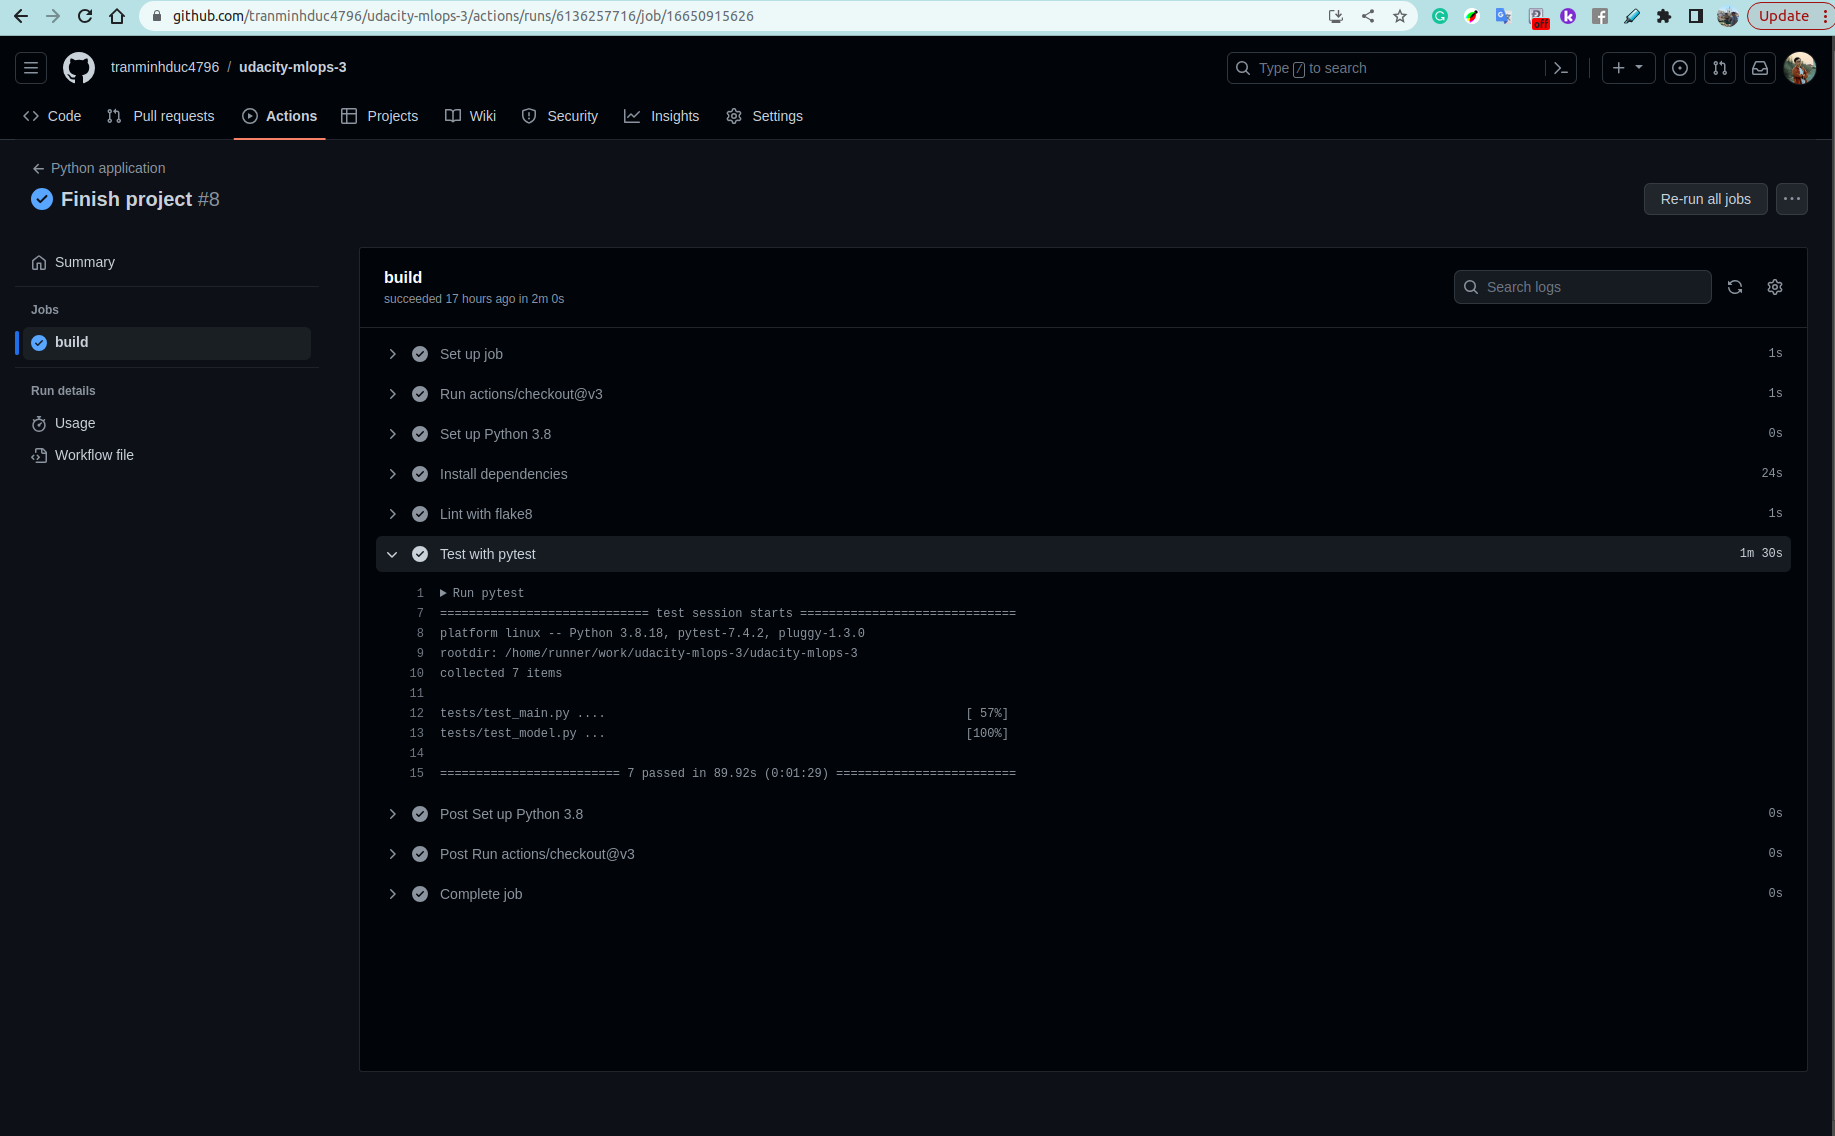 github.com/tranminhduc4796/udacity-mlops-3/actions/runs/6136257716/job/16650915626
off
Update
tranminhduc4796 / udacity-mlops-3
Type / to search
Code
Pull requests
Actions
Projects
Wiki
Security
Insights
Settings
Python application
Finish project #8
Re-run all jobs
Summary
Jobs
build
Run details
Usage
Workflow file
build
succeeded 17 hours ago in 2m 0s
Search logs
Set up job 1s
Run actions/checkout@v3 1s
Set up Python 3.8 0s
Install dependencies 24s
Lint with flake8 1s
Test with pytest 1m 30s
1 Run pytest
7 ============================= test session starts ==============================
8 platform linux -- Python 3.8.18, pytest-7.4.2, pluggy-1.3.0
9 rootdir: /home/runner/work/udacity-mlops-3/udacity-mlops-3
10 collected 7 items
11
12 tests/test_main.py .... [ 57%]
13 tests/test_model.py ... [100%]
14
15 ========================= 7 passed in 89.92s (0:01:29) =========================
Post Set up Python 3.8 0s
Post Run actions/checkout@v3 0s
Complete job 0s